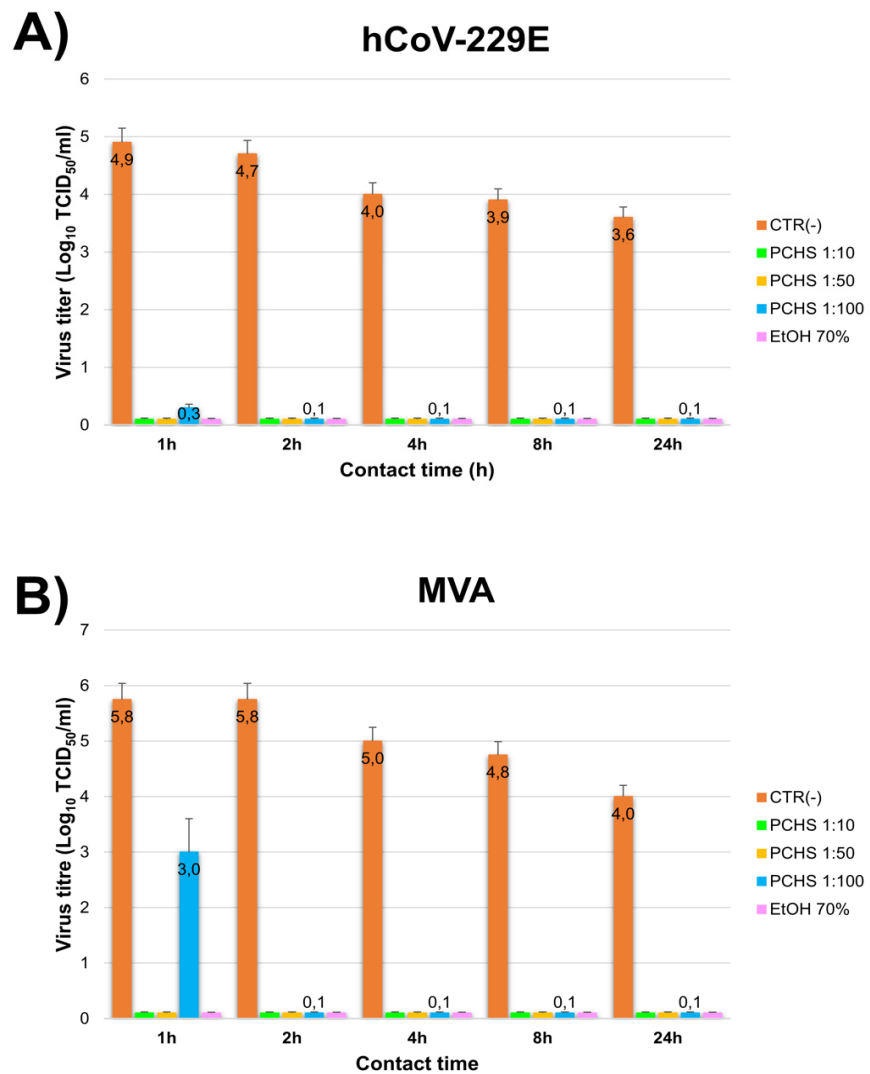 A)
hCoV-229E
Virus titer (Log₁₀ TCID₅₀/ml)
6
5
4
3
2
1
0
4,9
4,7
4,0
3,9
3,6
0,3
0,1
0,1
0,1
0,1
1h
2h
4h
8h
24h
Contact time (h)
CTR(-)
PCHS 1:10
PCHS 1:50
PCHS 1:100
EtOH 70%
B)
MVA
Virus titre (Log₁₀ TCID₅₀/ml)
7
6
5
4
3
2
1
0
5,8
5,8
5,0
4,8
4,0
3,0
0,1
0,1
0,1
0,1
1h
2h
4h
8h
24h
Contact time
CTR(-)
PCHS 1:10
PCHS 1:50
PCHS 1:100
EtOH 70%